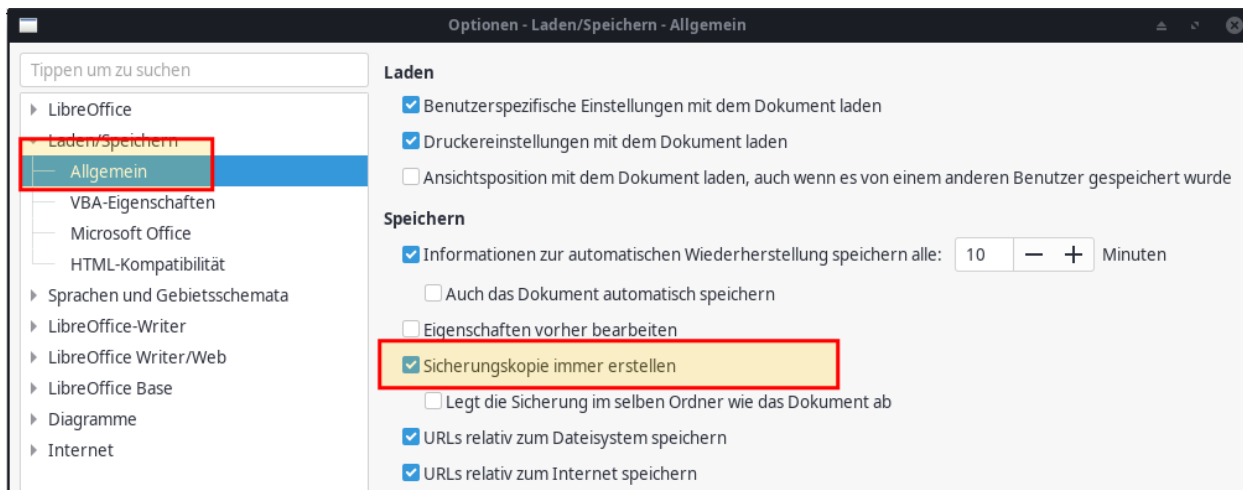 Optionen - Laden/Speichern - Allgemein
Tippen um zu suchen
LibreOffice
Laden/Speichern
Allgemein
VBA-Eigenschaften
Microsoft Office
HTML-Kompatibilität
Sprachen und Gebietsschemata
LibreOffice-Writer
LibreOffice Writer/Web
LibreOffice Base
Diagramme
Internet
Laden
Benutzerspezifische Einstellungen mit dem Dokument laden
Druckereinstellungen mit dem Dokument laden
Ansichtsposition mit dem Dokument laden, auch wenn es von einem anderen Benutzer gespeichert wurde
Speichern
Informationen zur automatischen Wiederherstellung speichern alle: 10 Minuten
Auch das Dokument automatisch speichern
Eigenschaften vorher bearbeiten
Sicherungskopie immer erstellen
Legt die Sicherung im selben Ordner wie das Dokument ab
URLs relativ zum Dateisystem speichern
URLs relativ zum Internet speichern